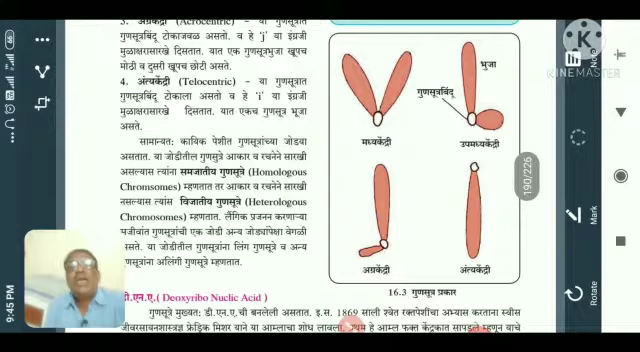 3. अग्रकेंद्री (Acrocentric) - या गुणसूत्रात
गुणसूत्रबिंदू टोकाजवळ असतो. व हे 'j' या इंग्रजी
मुळाक्षरासारखे दिसतात. यात एक गुणसूत्रभुजा खूपच
मोठी व दुसरी खूपच छोटी असते.
4. अंत्यकेंद्री (Telocentric) - या गुणसूत्रात
गुणसूत्रबिंदू टोकाला असतो व हे 'i' या इंग्रजी
मुळाक्षरासारखे दिसतात. यात एकच गुणसूत्र भूजा
असते.
सामान्यत: कायिक पेशीत गुणसूत्रांच्या जोडया
असतात. या जोडीतील गुणसुत्रे आकार व रचनेने सारखी
असल्यास त्यांना समजातीय गुणसूत्रे (Homologous
Chromsomes) म्हणतात तर आकार व रचनेने सारखी
नसल्यास त्यांस विजातीय गुणसूत्रे (Heterologous
Chromosomes) म्हणतात. लैंगिक प्रजनन करणाऱ्या
सजीवांत गुणसूत्रांची एक जोडी अन्य जोड्यांपेक्षा वेगळी
असते. या जोडीतील गुणसूत्रांना लिंग गुणसूत्रे व अन्य
गुणसूत्रांना अलिंगी गुणसूत्रे म्हणतात.
डी.एन.ए. ( Deoxyribo Nuclic Acid)
गुणसूत्रे मुख्यत: डी.एन.ए.ची बनलेली असतात. इ.स. 1869 साली श्वेत रक्तपेशींचा अभ्यास करताना स्वीस
जीवरसायनशास्त्रज्ञ फ्रेड्रिक मिशर याने या आम्लाचा शोध लावला. प्रथम हे आम्ल फक्त केंद्रकात सापडले म्हणून याचे
भुजा
गुणसूत्रबिंदू
मध्यकेंद्री
उपमध्यकेंद्री
अग्रकेंद्री
अंत्यकेंद्री
16.3 गुणसूत्र प्रकार
190/226
Note
Mark
Rotate
KINEMASTER
66
9:45 PM